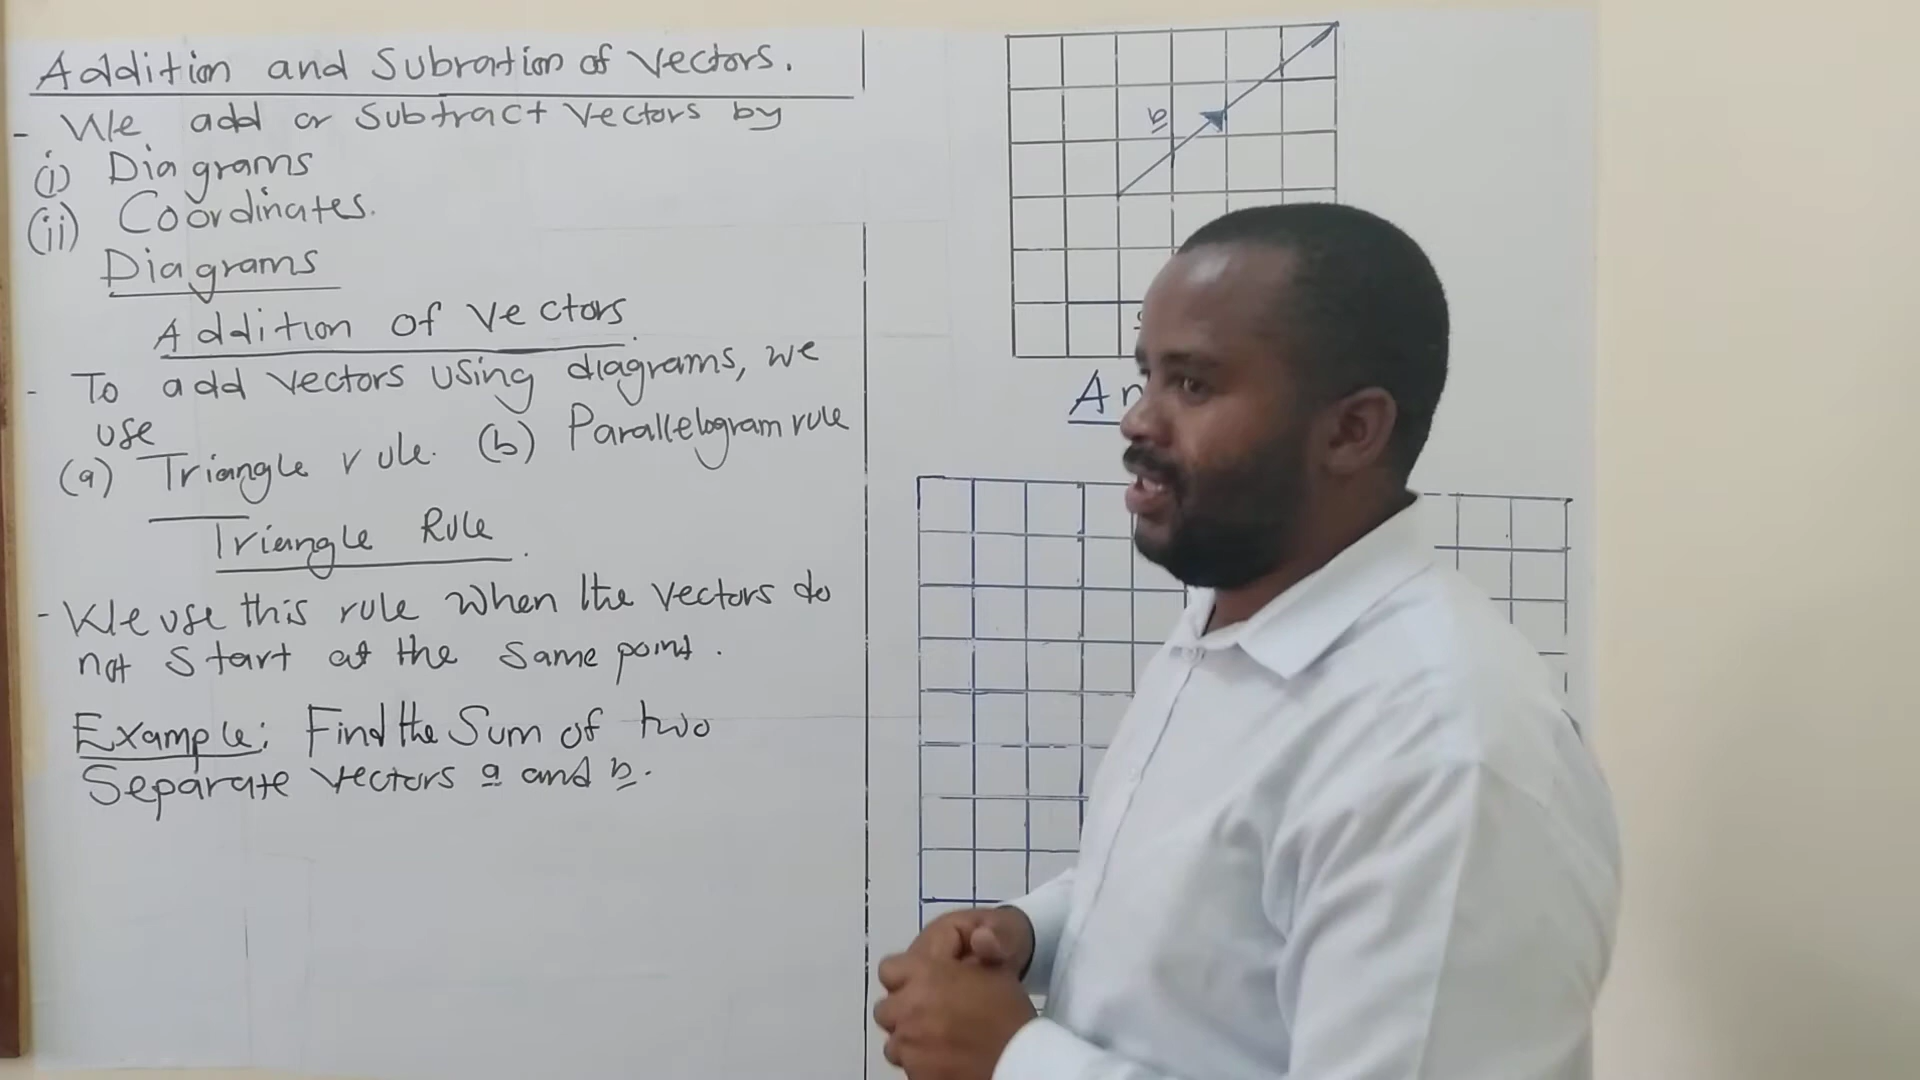 Addition and Subration of Vectors.
- We add or subtract vectors by
(i) Diagrams
(ii) Coordinates.
Diagrams
Addition of vectors.
- To add vectors using diagrams, we
use
(a) Triangle rule. (b) Parallelogram rule
Triangle Rule.
- We use this rule when the vectors do
not start at the same point.
Example: Find the Sum of two
Separate vectors a and b.
b